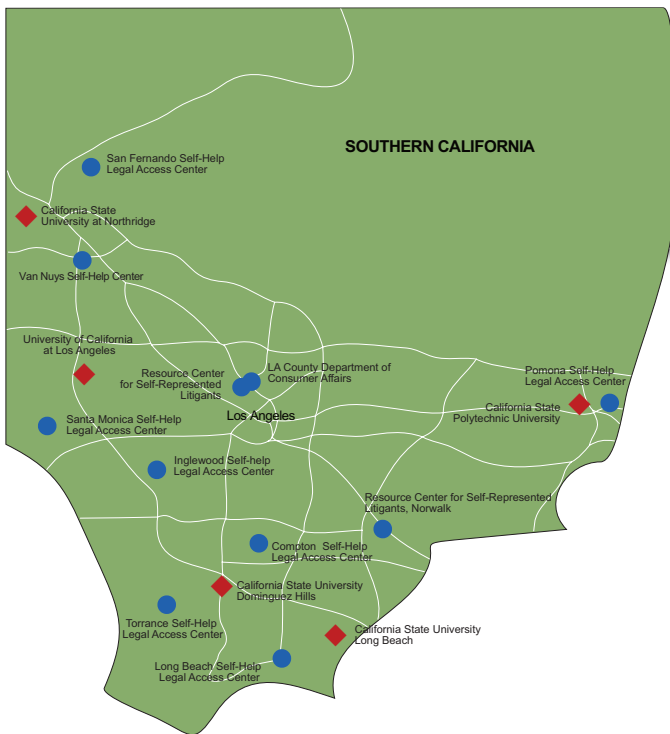 SOUTHERN CALIFORNIA
San Fernando Self-Help
Legal Access Center
California State
University at Northridge
Van Nuys Self-Help Center
University of California
at Los Angeles
Resource Center
for Self-Represented
Litigants
LA County Department of
Consumer Affairs
Pomona Self-Help
Legal Access Center
California State
Polytechnic University
Los Angeles
Santa Monica Self-Help
Legal Access Center
Inglewood Self-help
Legal Access Center
Resource Center for Self-Represented
Litigants, Norwalk
Compton Self-Help
Legal Access Center
California State University
Dominguez Hills
Torrance Self-Help
Legal Access Center
California State University
Long Beach
Long Beach Self-Help
Legal Access Center